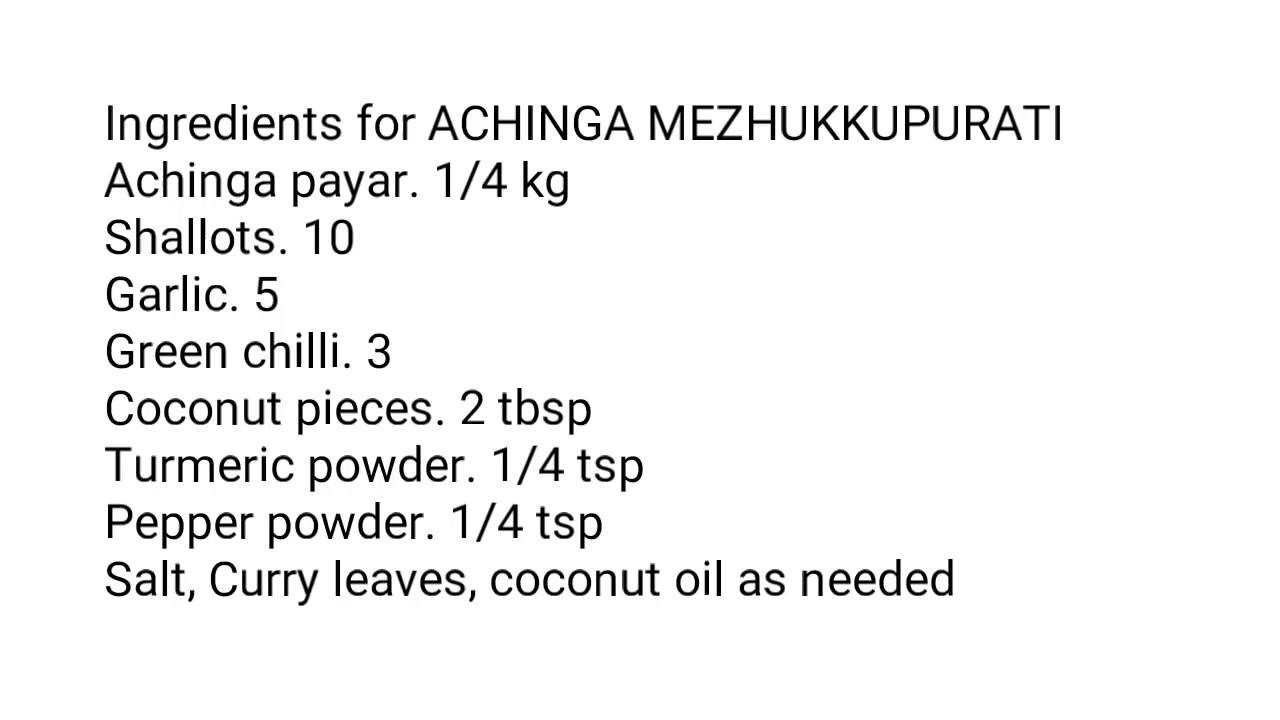 Ingredients for ACHINGA MEZHUKKUPURATI
Achinga payar. 1/4 kg
Shallots. 10
Garlic. 5
Green chilli. 3
Coconut pieces. 2 tbsp
Turmeric powder. 1/4 tsp
Pepper powder. 1/4 tsp
Salt, Curry leaves, coconut oil as needed